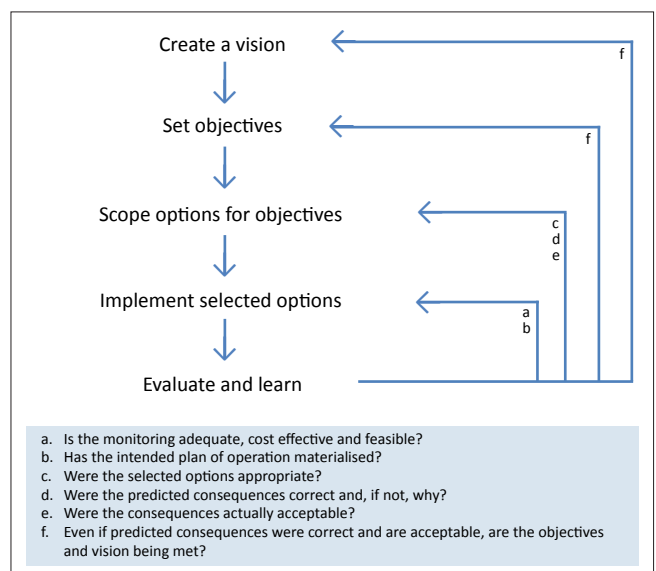 Create a vision
f
Set objectives
f
Scope options for objectives
c
d
e
Implement selected options
a
b
Evaluate and learn
a. Is the monitoring adequate, cost effective and feasible?
b. Has the intended plan of operation materialised?
c. Were the selected options appropriate?
d. Were the predicted consequences correct and, if not, why?
e. Were the consequences actually acceptable?
f. Even if predicted consequences were correct and are acceptable, are the objectives
and vision being met?